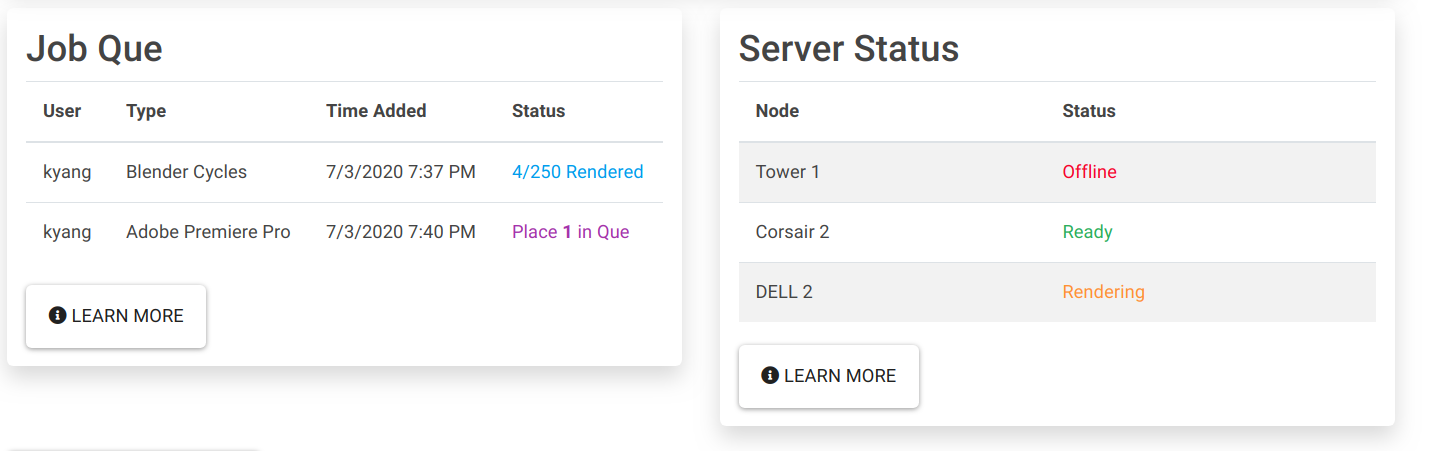 Job Que
User Type Time Added Status
kyang Blender Cycles 7/3/2020 7:37 PM 4/250 Rendered
kyang Adobe Premiere Pro 7/3/2020 7:40 PM Place 1 in Que
LEARN MORE
Server Status
Node Status
Tower 1 Offline
Corsair 2 Ready
DELL 2 Rendering
LEARN MORE